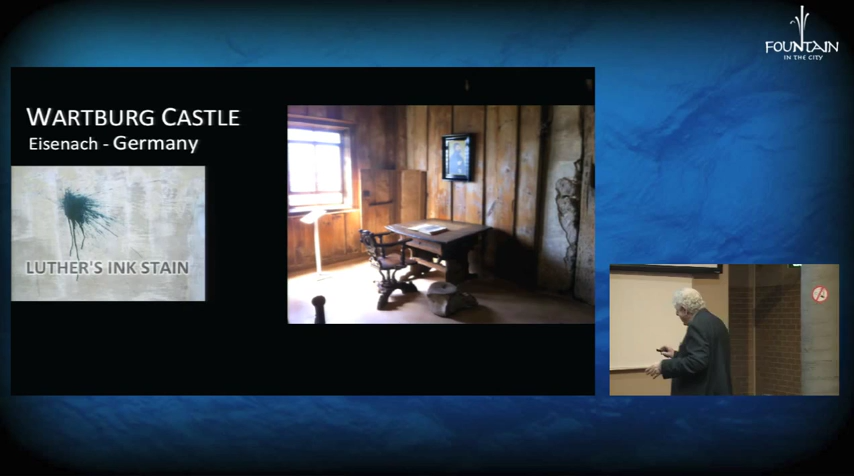 FOUNTAIN
IN THE CITY
WARTBURG CASTLE
Eisenach - Germany
LUTHER'S INK STAIN